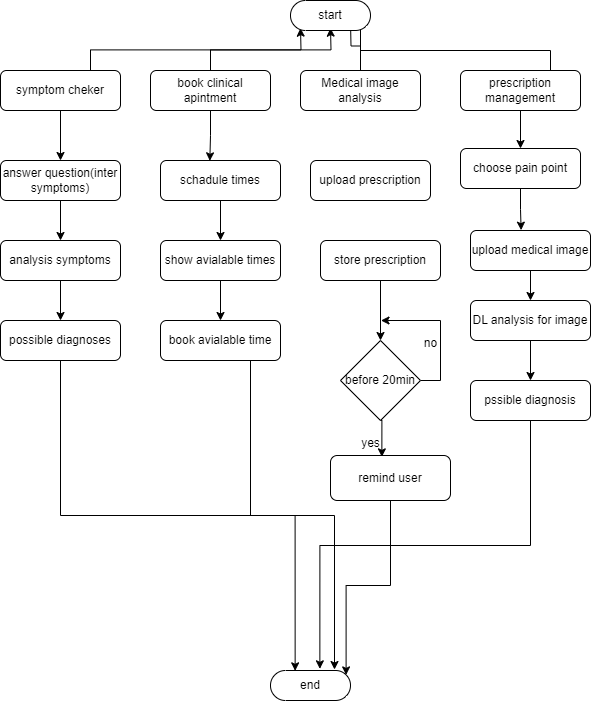 start
symptom cheker
book clinical
apintment
Medical image
analysis
prescription
management
answer question(inter
symptoms)
schadule times
upload prescription
choose pain point
analysis symptoms
show avialable times
store prescription
upload medical image
possible diagnoses
book avialable time
DL analysis for image
no
before 20min
pssible diagnosis
yes
remind user
end